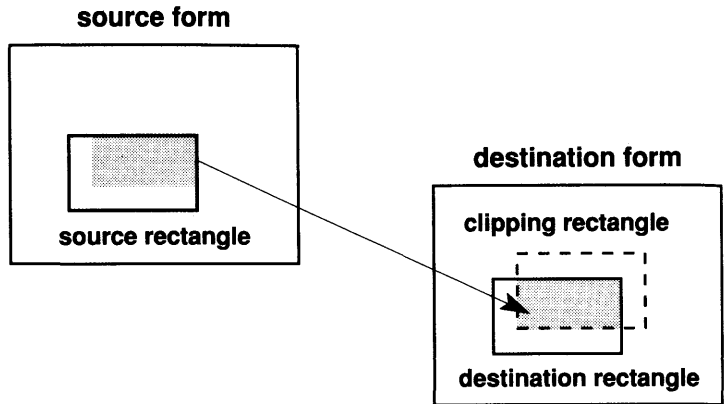 source form
source rectangle
destination form
clipping rectangle
destination rectangle